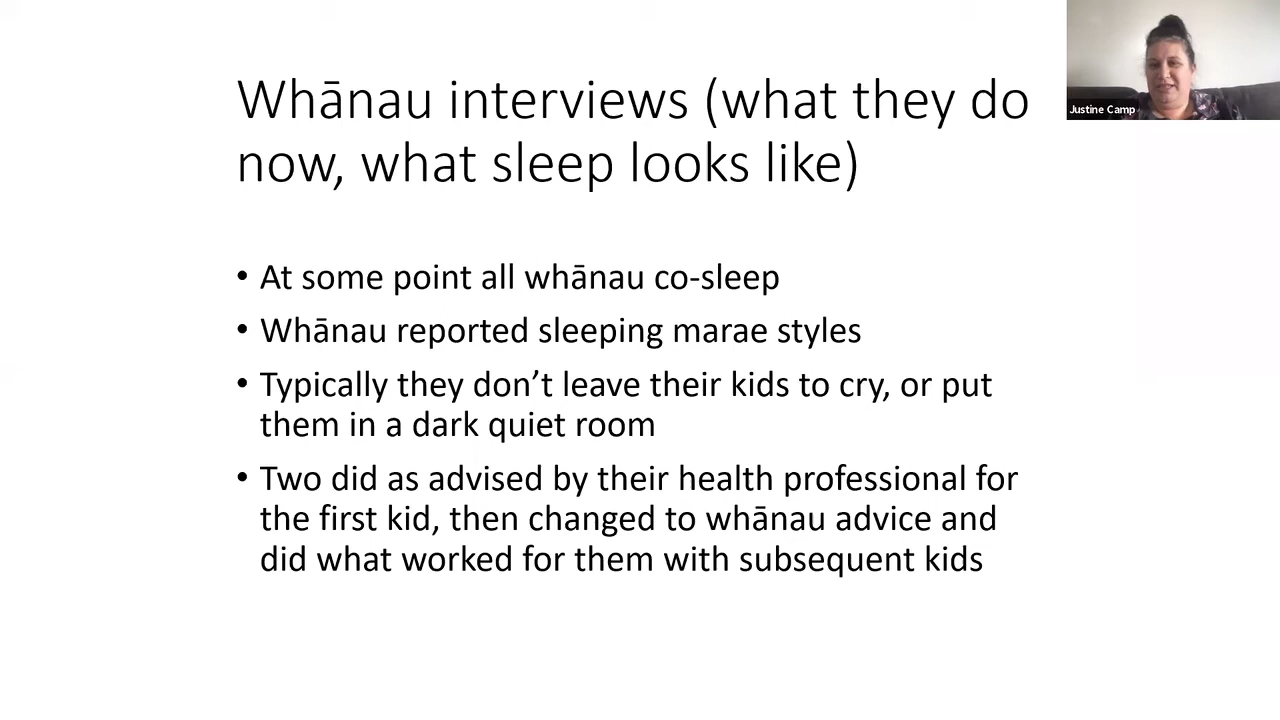 Whānau interviews (what they do
now, what sleep looks like)
• At some point all whānau co-sleep
• Whānau reported sleeping marae styles
• Typically they don’t leave their kids to cry, or put
them in a dark quiet room
• Two did as advised by their health professional for
the first kid, then changed to whānau advice and
did what worked for them with subsequent kids
Justine Camp